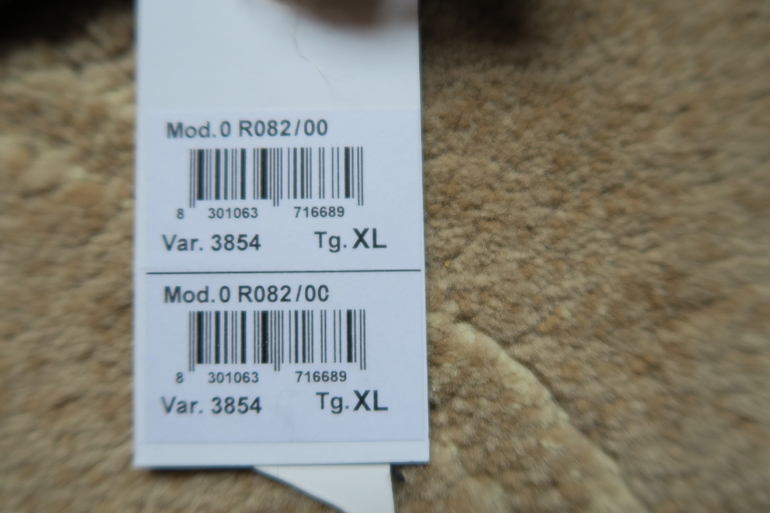 Mod.0 R082/00
8 301063 716689
Var. 3854 Tg. XL
Mod.0 R082/00
8 301063 716689
Var. 3854 Tg. XL